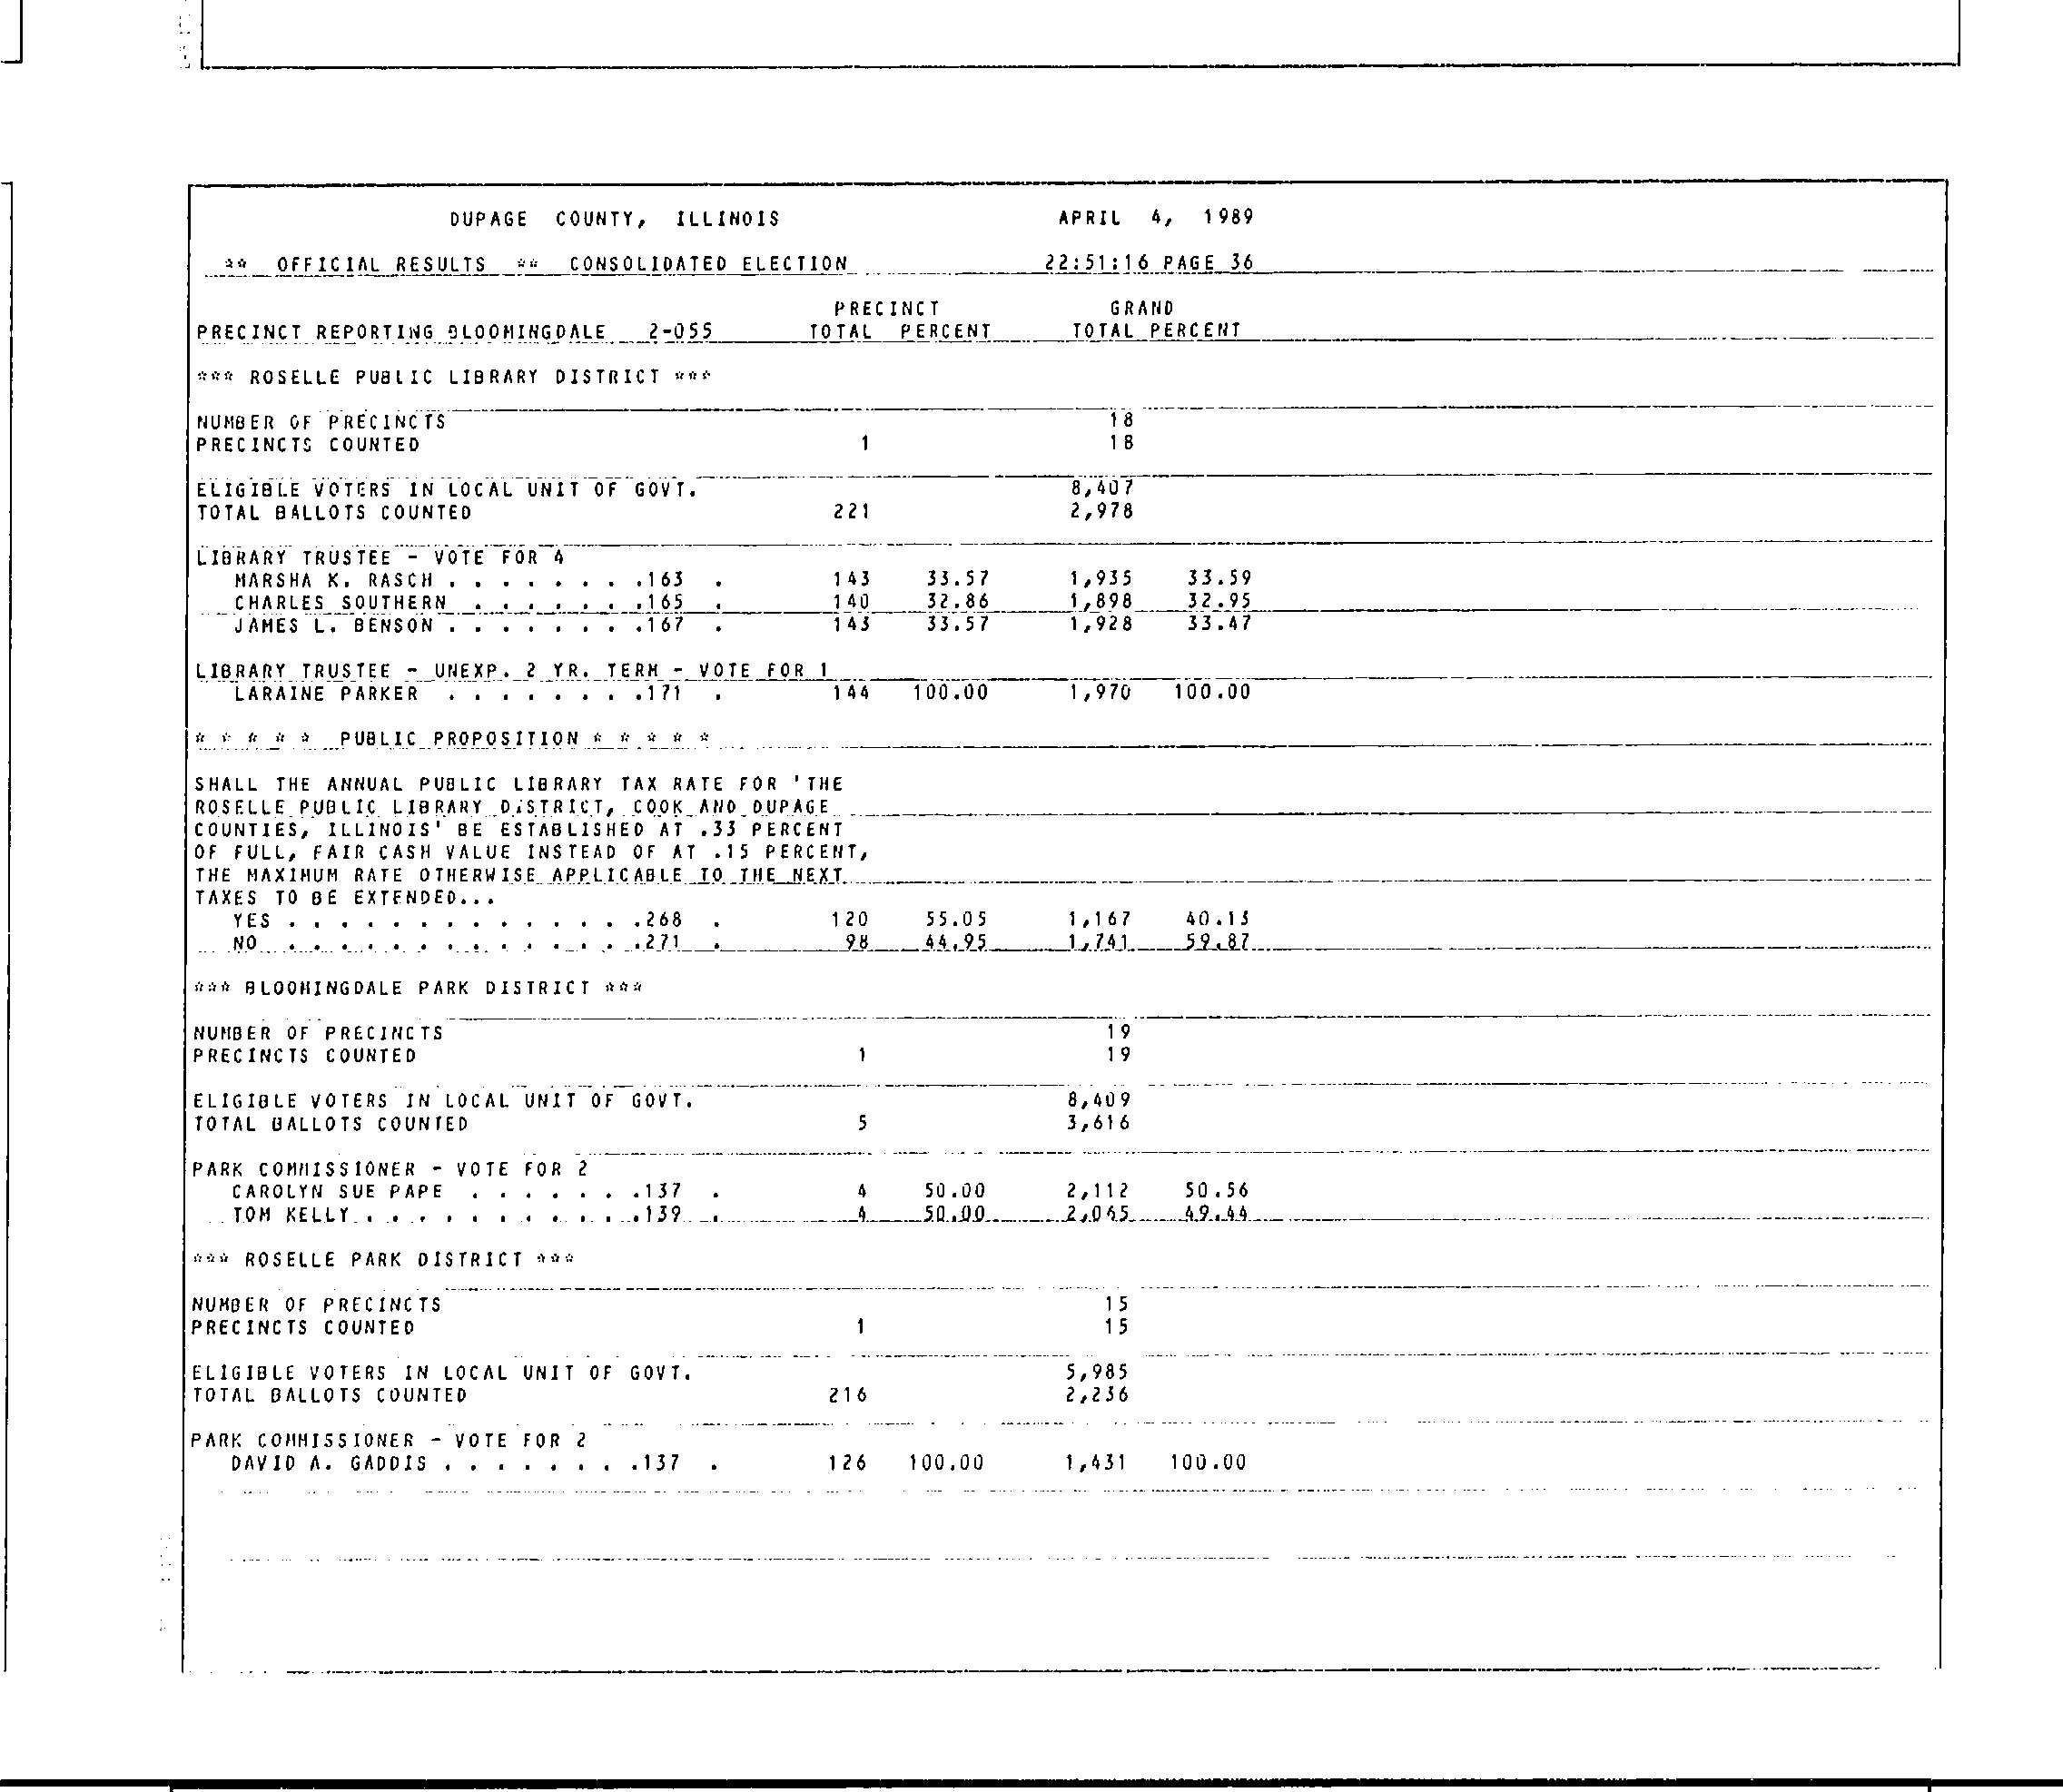 DUPAGE COUNTY, ILLINOIS APRIL 4, 1989
** OFFICIAL RESULTS ** CONSOLIDATED ELECTION 22:51:16 PAGE 36
PRECINCT GRAND
PRECINCT REPORTING BLOOMINGDALE 2-055 TOTAL PERCENT TOTAL PERCENT
*** ROSELLE PUBLIC LIBRARY DISTRICT ***
NUMBER OF PRECINCTS 18
PRECINCTS COUNTED 1 18
ELIGIBLE VOTERS IN LOCAL UNIT OF GOVT. 8,407
TOTAL BALLOTS COUNTED 221 2,978
LIBRARY TRUSTEE - VOTE FOR 4
MARSHA K. RASCH . . . . . . . .163 . 143 33.57 1,935 33.59
CHARLES SOUTHERN . . . . . . .165 . 140 32.86 1,898 32.95
JAMES L. BENSON . . . . . . . .167 . 143 33.57 1,928 33.47
LIBRARY TRUSTEE - UNEXP. 2 YR. TERM - VOTE FOR 1
LARAINE PARKER . . . . . . . .171 . 144 100.00 1,970 100.00
* * * * * PUBLIC PROPOSITION * * * * *
SHALL THE ANNUAL PUBLIC LIBRARY TAX RATE FOR 'THE
ROSELLE PUBLIC LIBRARY DISTRICT, COOK AND DUPAGE
COUNTIES, ILLINOIS' BE ESTABLISHED AT .33 PERCENT
OF FULL, FAIR CASH VALUE INSTEAD OF AT .15 PERCENT,
THE MAXIMUM RATE OTHERWISE APPLICABLE TO THE NEXT
TAXES TO BE EXTENDED...
YES . . . . . . . . . . . . . .268 . 120 55.05 1,167 40.13
NO . . . . . . . . . . . . . .271 . 98 44.95 1,741 59.87
*** BLOOMINGDALE PARK DISTRICT ***
NUMBER OF PRECINCTS 19
PRECINCTS COUNTED 1 19
ELIGIBLE VOTERS IN LOCAL UNIT OF GOVT. 8,409
TOTAL BALLOTS COUNTED 5 3,616
PARK COMMISSIONER - VOTE FOR 2
CAROLYN SUE PAPE . . . . . . .137 . 4 50.00 2,112 50.56
TOM KELLY. . . . . . . . . . .139 . 4 50.00 2,065 49.44
*** ROSELLE PARK DISTRICT ***
NUMBER OF PRECINCTS 15
PRECINCTS COUNTED 1 15
ELIGIBLE VOTERS IN LOCAL UNIT OF GOVT. 5,985
TOTAL BALLOTS COUNTED 216 2,236
PARK COMMISSIONER - VOTE FOR 2
DAVID A. GADDIS . . . . . . . .137 . 126 100.00 1,431 100.00